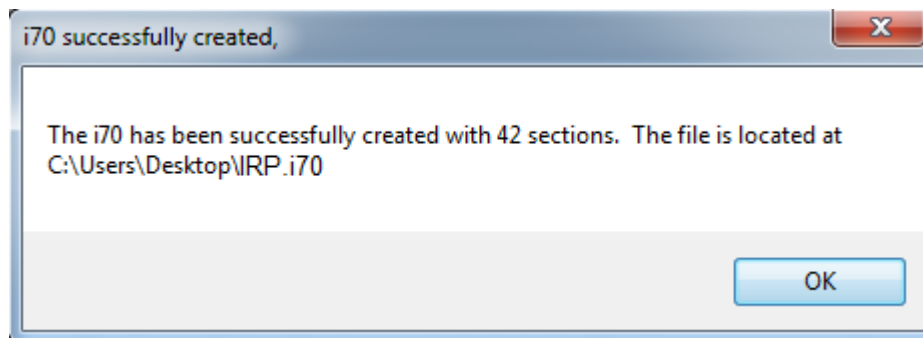 i70 successfully created,
The i70 has been successfully created with 42 sections.  The file is located at
C:\Users\Desktop\IRP.i70
OK